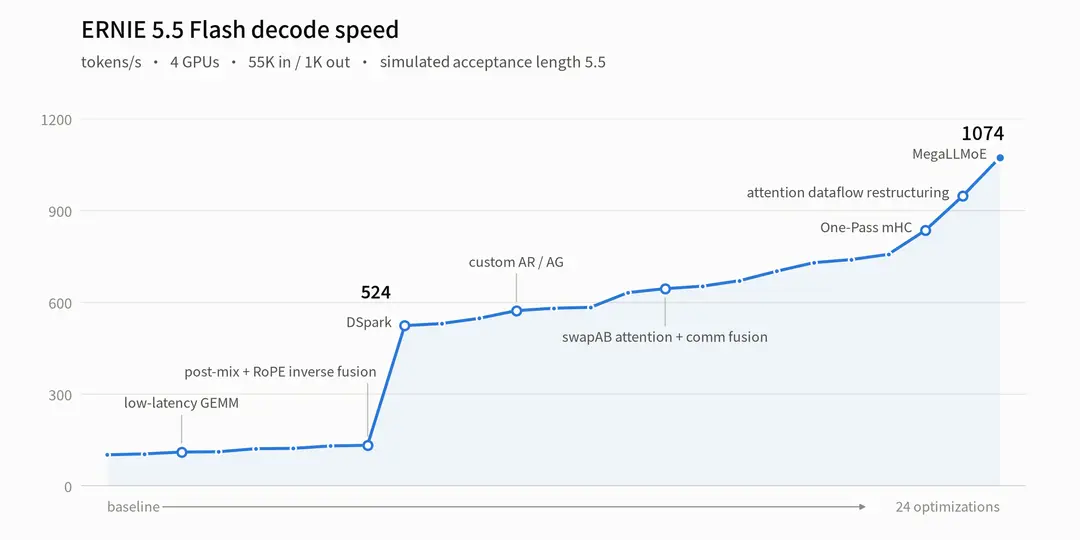 ERNIE 5.5 Flash decode speed
tokens/s • 4 GPUs • 55K in / 1K out • simulated acceptance length 5.5
1200
1074
MegaLLMoE
attention dataflow restructuring
900
One-Pass mHC
custom AR / AG
524
600
DSpark
swapAB attention + comm fusion
post-mix + RoPE inverse fusion
300
low-latency GEMM
0
baseline
24 optimizations